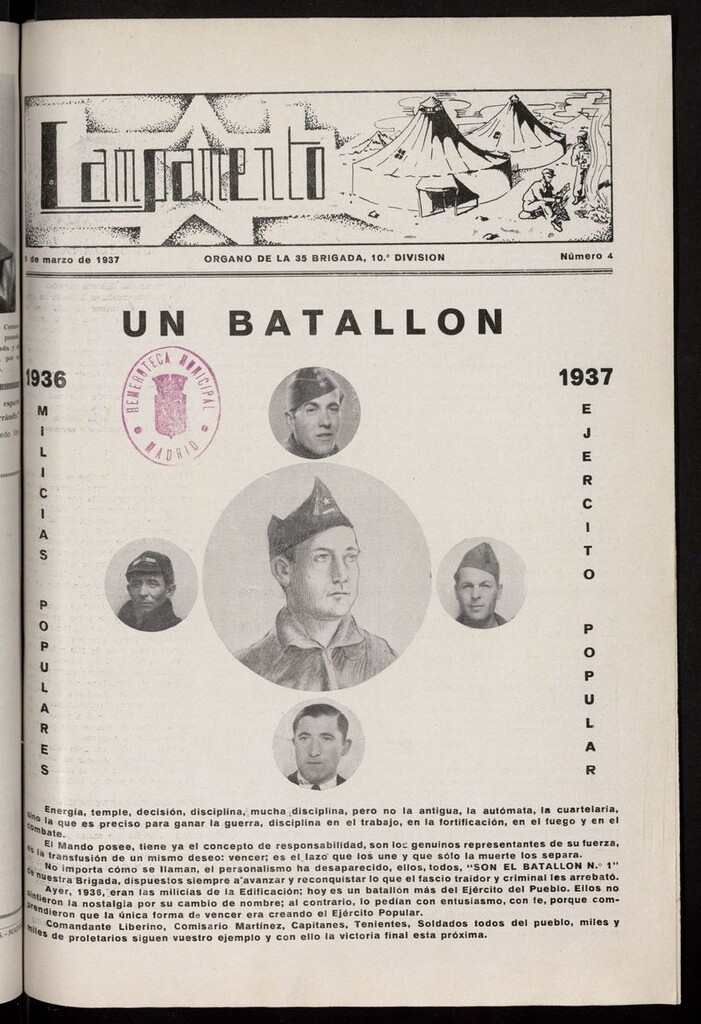 Campamento
de marzo de 1937
ORGANO DE LA 35 BRIGADA, 10.ª DIVISION
Número 4
UN BATALLON
1936
MILICIAS POPULARES
HEMEROTECA MUNICIPAL
MADRID
1937
EJERCITO POPULAR
Energía, temple, decisión, disciplina, mucha disciplina, pero no la antigua, la autómata, la cuartelaria,
sino la que es preciso para ganar la guerra, disciplina en el trabajo, en la fortificación, en el fuego y en el
combate.
El Mando posee, tiene ya el concepto de responsabilidad, son los genuinos representantes de su fuerza,
es la transfusión de un mismo deseo: vencer; es el lazo que los une y que sólo la muerte los separa.
No importa cómo se llaman, el personalismo ha desaparecido, ellos, todos, "SON EL BATALLON N.º 1"
de nuestra Brigada, dispuestos siempre a avanzar y reconquistar lo que el fascio traidor y criminal les arrebató.
Ayer, 1936, eran las milicias de la Edificación; hoy es un batallón más del Ejército del Pueblo. Ellos no
sintieron la nostalgia por su cambio de nombre; al contrario, lo pedían con entusiasmo, con fe, porque com-
prendieron que la única forma de vencer era creando el Ejército Popular.
Comandante Liberino, Comisario Martínez, Capitanes, Tenientes, Soldados todos del pueblo, miles y
miles de proletarios siguen vuestro ejemplo y con ello la victoria final esta próxima.